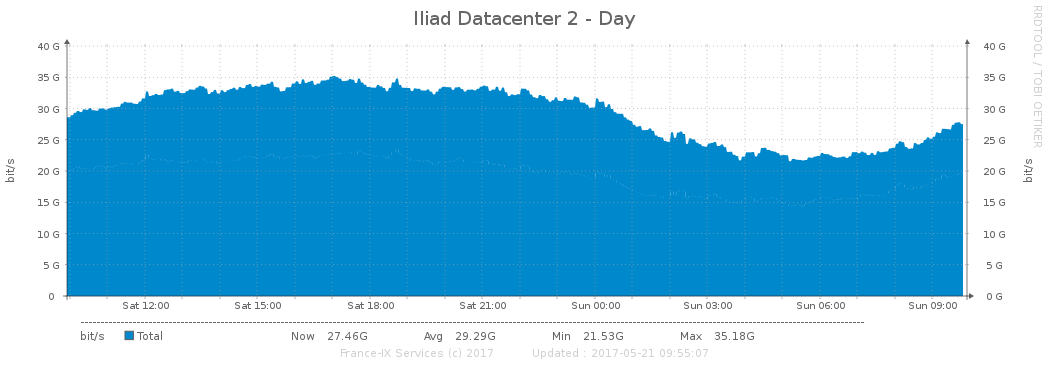 Iliad Datacenter 2 - Day
RRDTOOL / TOBI OETIKER
40 G 40 G
35 G 35 G
30 G 30 G
25 G 25 G
20 G 20 G
15 G 15 G
10 G 10 G
5 G 5 G
0 0 G
bit/s bit/s
Sat 12:00 Sat 15:00 Sat 18:00 Sat 21:00 Sun 00:00 Sun 03:00 Sun 06:00 Sun 09:00
bit/s Total Now 27.46G Avg 29.29G Min 21.53G Max 35.18G
France-IX Services (c) 2017 Updated : 2017-05-21 09:55:07